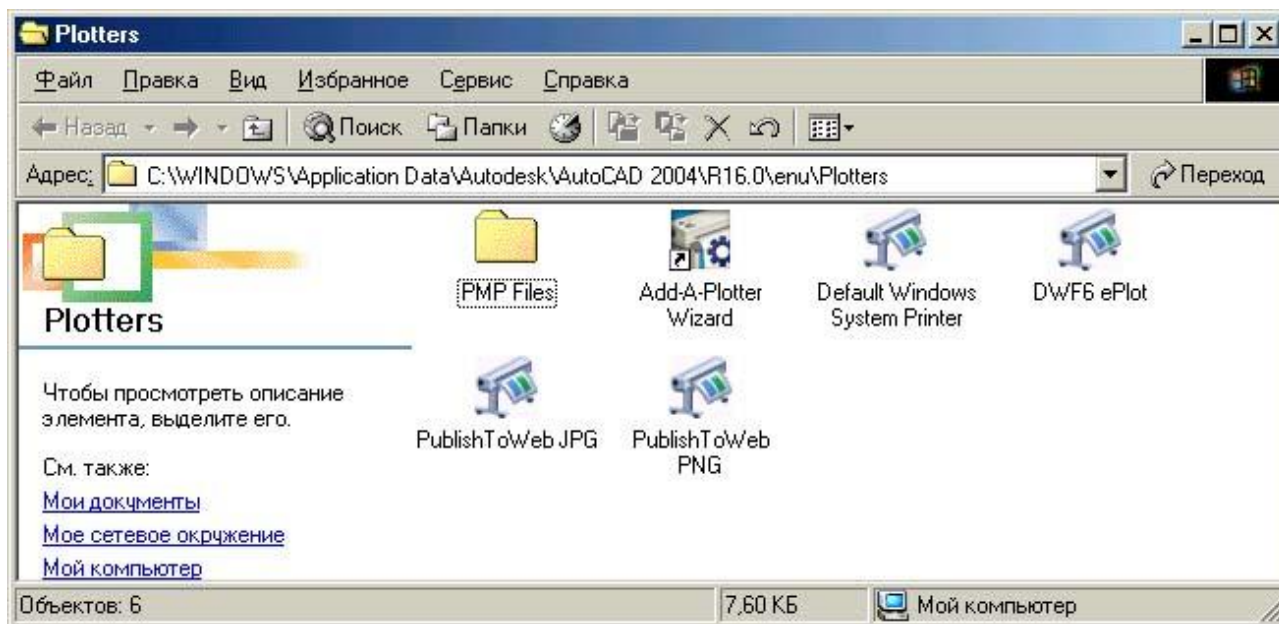 Plotters
Файл Правка Вид Избранное Сервис Справка
Назад Поиск Папки
Адрес: C:\WINDOWS\Application Data\Autodesk\AutoCAD 2004\R16.0\enu\Plotters Переход
Plotters
Чтобы просмотреть описание
элемента, выделите его.
См. также:
Мои документы
Мое сетевое окружение
Мой компьютер
PMP Files
Add-A-Plotter
Wizard
Default Windows
System Printer
DWF6 ePlot
PublishToWeb JPG
PublishToWeb
PNG
Объектов: 6 7,60 КБ Мой компьютер